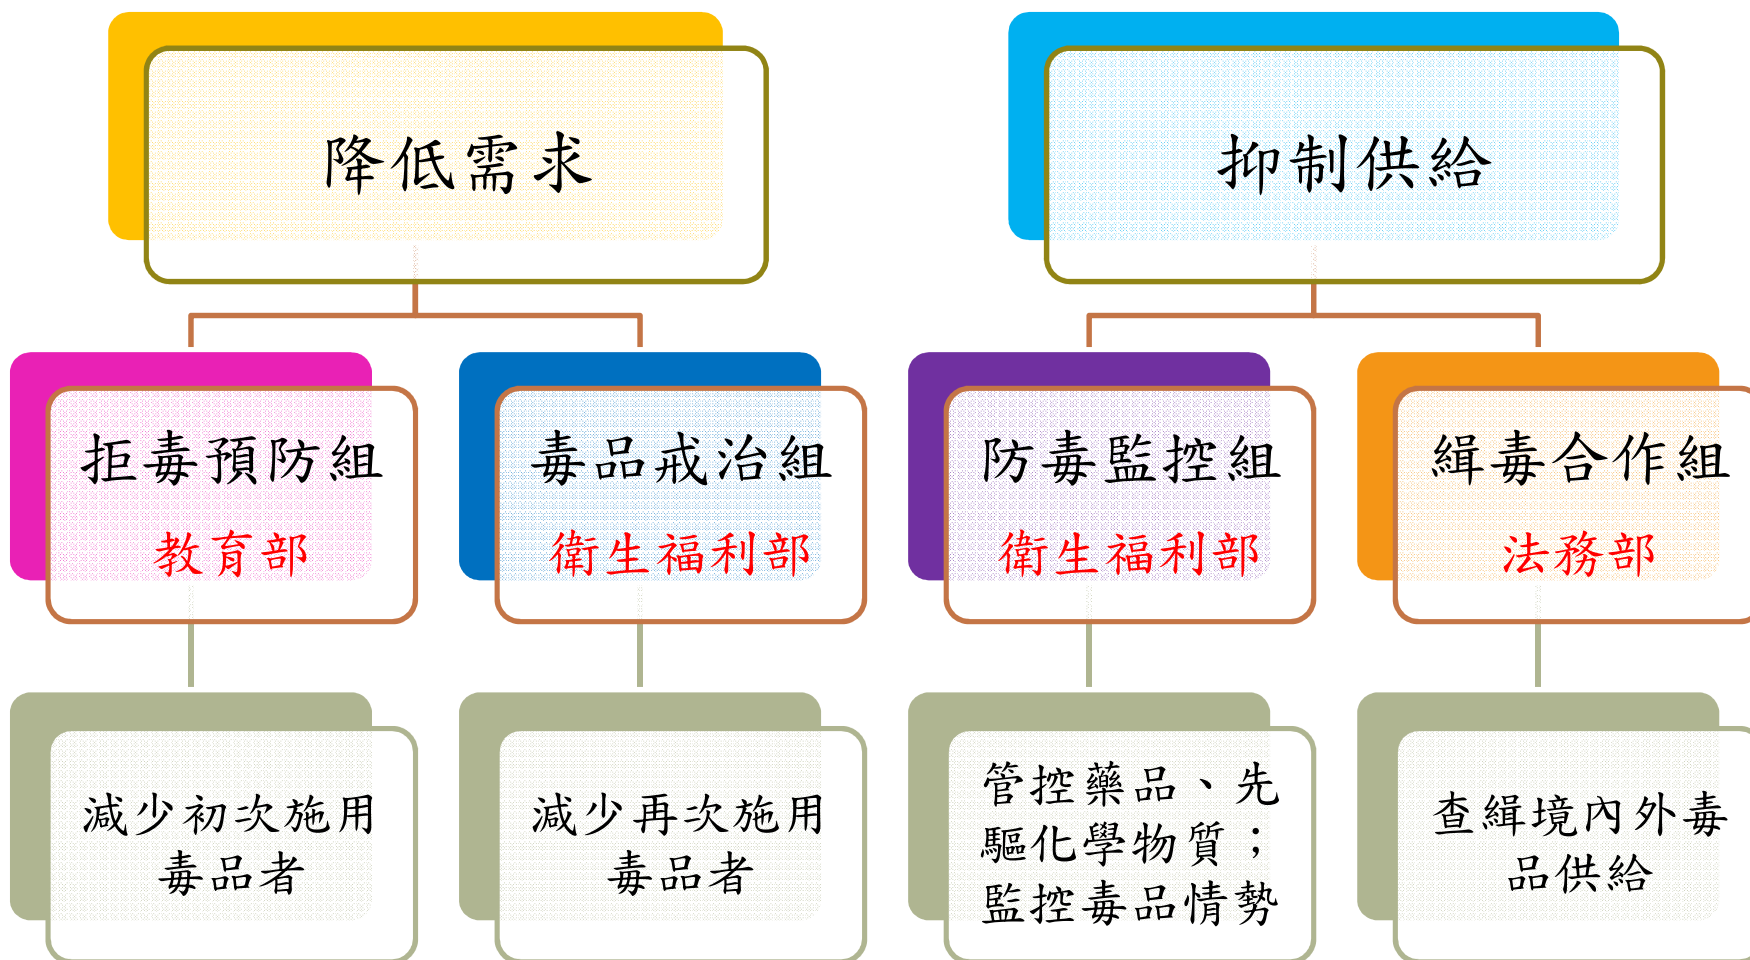 降低需求
抑制供給
拒毒預防組
教育部
毒品戒治組
衛生福利部
防毒監控組
衛生福利部
緝毒合作組
法務部
減少初次施用
毒品者
減少再次施用
毒品者
管控藥品、先
驅化學物質；
監控毒品情勢
查緝境內外毒
品供給